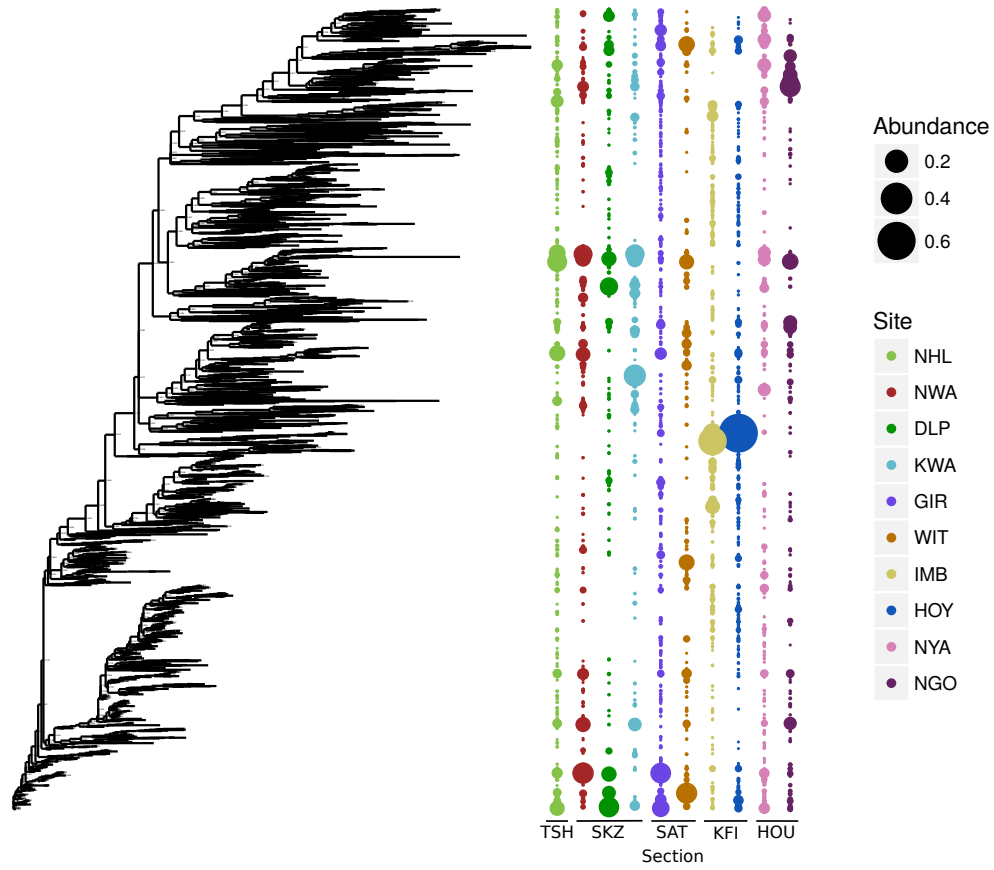 Abundance
0.2
0.4
0.6
Site
NHL
NWA
DLP
KWA
GIR
WIT
IMB
HOY
NYA
NGO
TSH SKZ SAT KFI HOU
Section